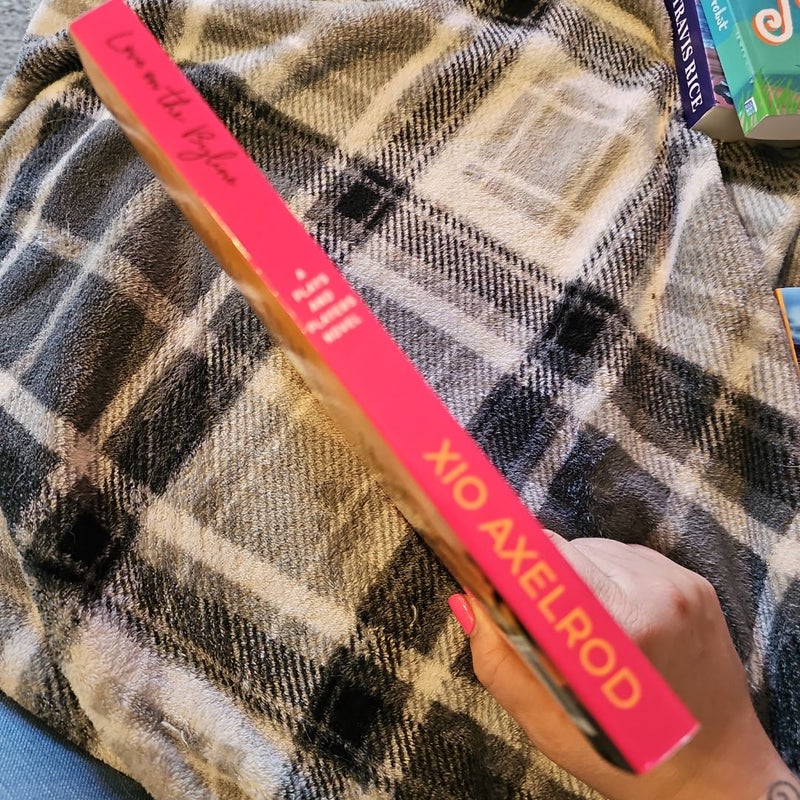 Love on the Byline
A
PLAYS
AND
PLAYERS
NOVEL
XIO AXELROD
TRAVIS RICE